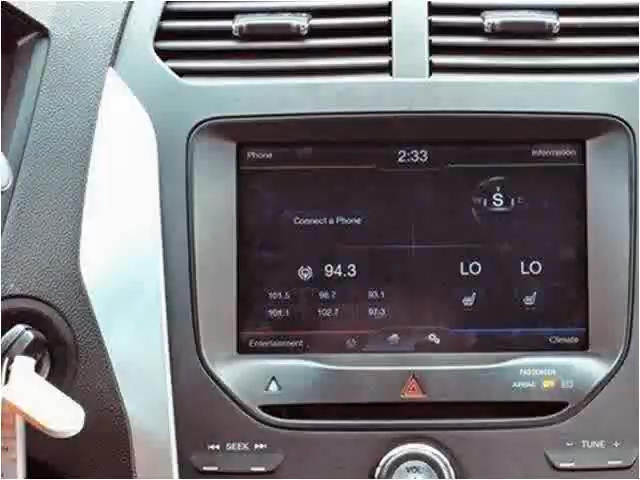 Phone 2:33 Information
W S E
Connect a Phone
94.3 LO LO
101.5 98.7 93.1
101.1 102.7 97.3
Entertainment Climate
PASSENGER
AIRBAG OFF
SEEK TUNE
VOL